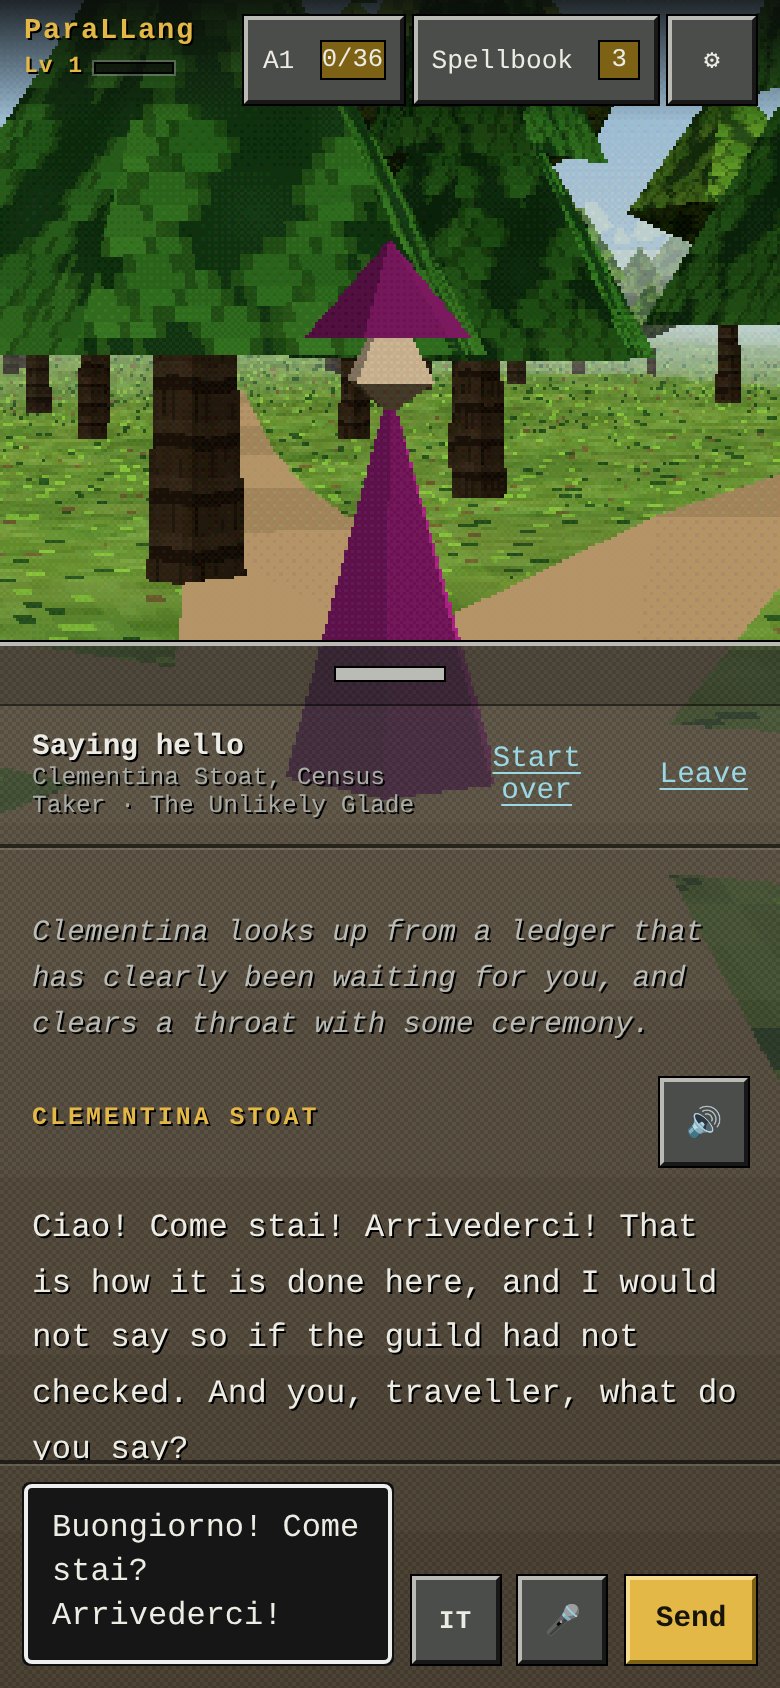 ParaLLang
Lv 1
A1 0/36
Spellbook 3
Saying hello
Clementina Stoat, Census
Taker · The Unlikely Glade
Start
over
Leave
Clementina looks up from a ledger that
has clearly been waiting for you, and
clears a throat with some ceremony.
CLEMENTINA STOAT
Ciao! Come stai! Arrivederci! That
is how it is done here, and I would
not say so if the guild had not
checked. And you, traveller, what do
you say?
Buongiorno! Come
stai?
Arrivederci!
IT
Send